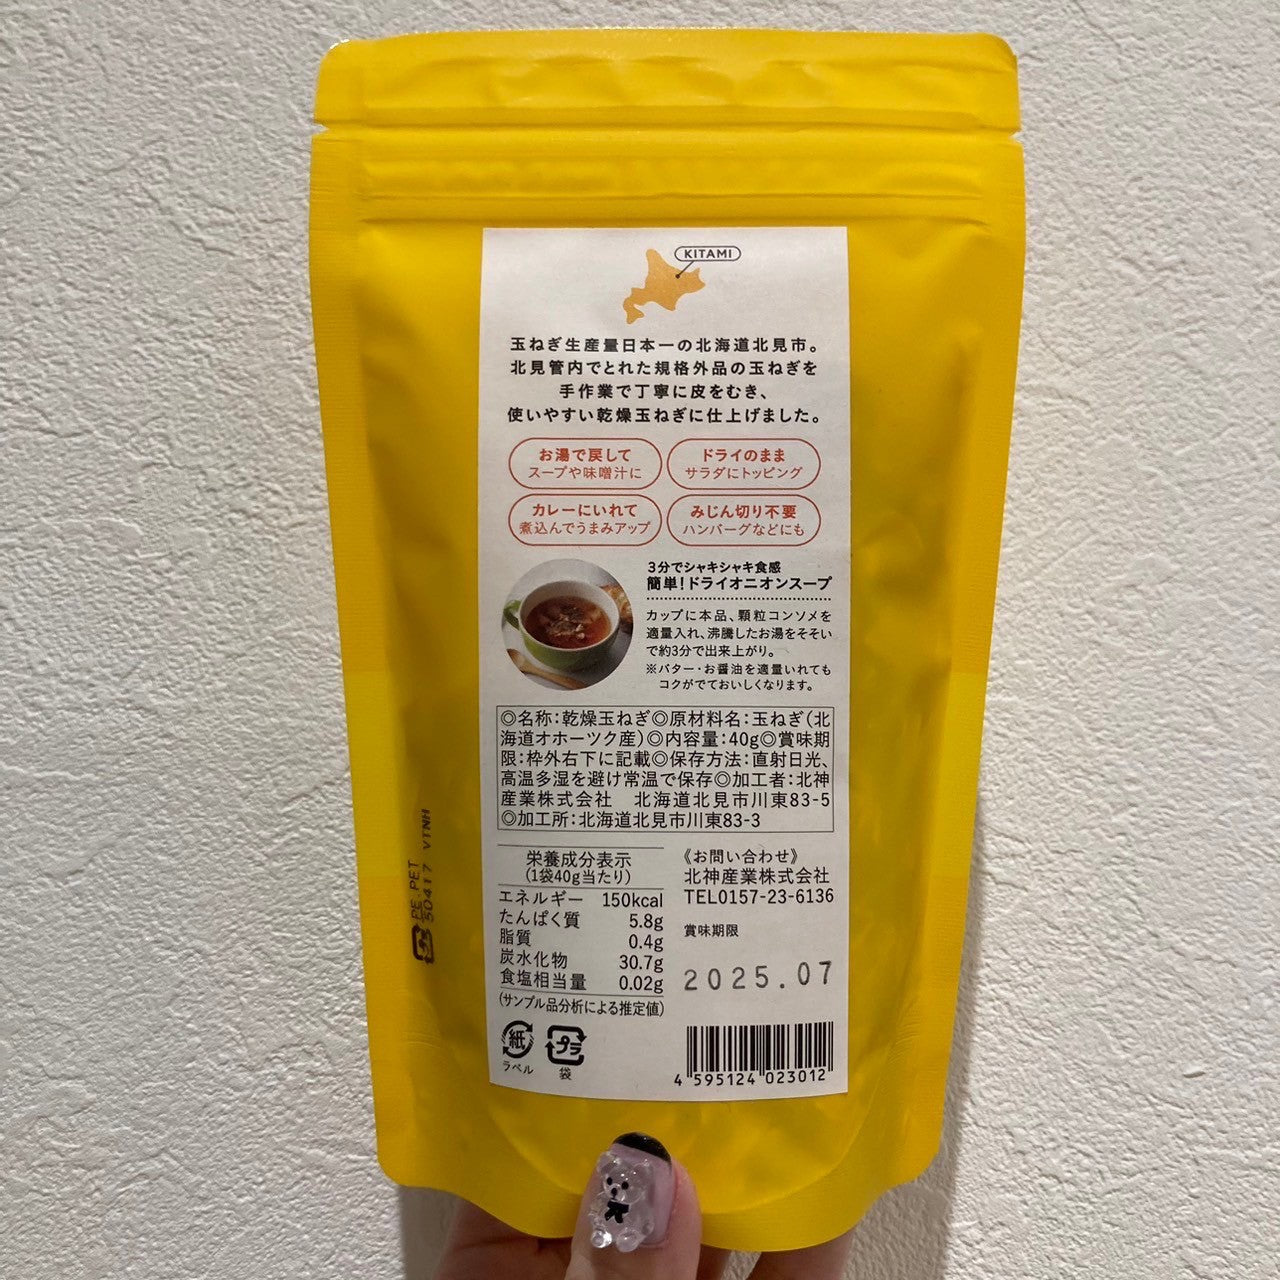 KITAMI
玉ねぎ生産量日本一の北海道北見市。
北見管内でとれた規格外品の玉ねぎを
手作業で丁寧に皮をむき、
使いやすい乾燥玉ねぎに仕上げました。
お湯で戻して
スープや味噌汁に
ドライのまま
サラダにトッピング
カレーにいれて
煮込んでうまみアップ
みじん切り不要
ハンバーグなどにも
3分でシャキシャキ食感
簡単!ドライオニオンスープ
カップに本品、顆粒コンソメを
適量入れ、沸騰したお湯をそそい
で約3分で出来上がり。
※バター・お醤油を適量いれても
コクがでておいしくなります。
◎名称:乾燥玉ねぎ◎原材料名:玉ねぎ(北
海道オホーツク産)◎内容量:40g◎賞味期
限:枠外右下に記載◎保存方法:直射日光、
高温多湿を避け常温で保存◎加工者:北神
産業株式会社 北海道北見市川東83-5
◎加工所:北海道北見市川東83-3
栄養成分表示
(1袋40g当たり)
エネルギー 150kcal
たんぱく質 5.8g
脂質 0.4g
炭水化物 30.7g
食塩相当量 0.02g
(サンプル品分析による推定値)
《お問い合わせ》
北神産業株式会社
TEL0157-23-6136
賞味期限
2025.07
紙
ラベル
プラ
袋
4 595124 023012
PE PET
50417 VTNH